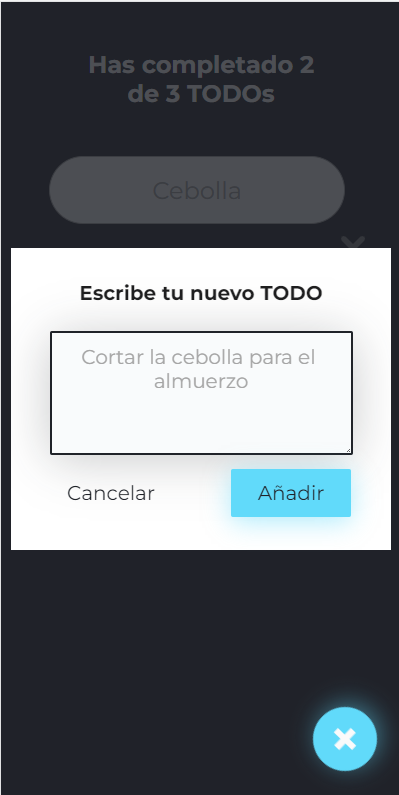 Has completado 2
de 3 TODOs
Cebolla
Escribe tu nuevo TODO
Cortar la cebolla para el
almuerzo
Cancelar
Añadir